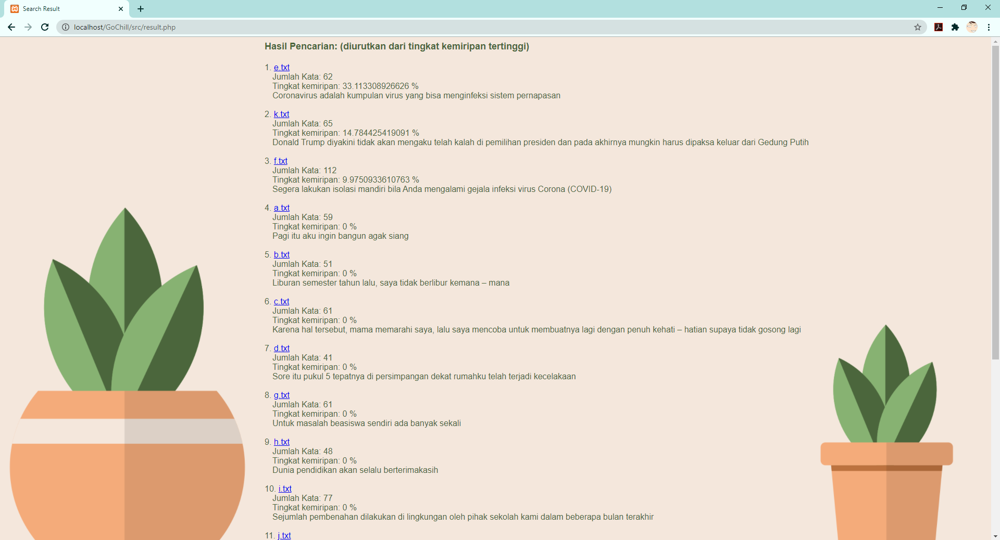 Search Result
localhost/GoChill/src/result.php
Hasil Pencarian: (diurutkan dari tingkat kemiripan tertinggi)
1. e.txt
Jumlah Kata: 62
Tingkat kemiripan: 33.113308926626 %
Coronavirus adalah kumpulan virus yang bisa menginfeksi sistem pernapasan
2. k.txt
Jumlah Kata: 65
Tingkat kemiripan: 14.784425419091 %
Donald Trump diyakini tidak akan mengaku telah kalah di pemilihan presiden dan pada akhirnya mungkin harus dipaksa keluar dari Gedung Putih
3. f.txt
Jumlah Kata: 112
Tingkat kemiripan: 9.9750933610763 %
Segera lakukan isolasi mandiri bila Anda mengalami gejala infeksi virus Corona (COVID-19)
4. a.txt
Jumlah Kata: 59
Tingkat kemiripan: 0 %
Pagi itu aku ingin bangun agak siang
5. b.txt
Jumlah Kata: 51
Tingkat kemiripan: 0 %
Liburan semester tahun lalu, saya tidak berlibur kemana – mana
6. c.txt
Jumlah Kata: 61
Tingkat kemiripan: 0 %
Karena hal tersebut, mama memarahi saya, lalu saya mencoba untuk membuatnya lagi dengan penuh kehati – hatian supaya tidak gosong lagi
7. d.txt
Jumlah Kata: 41
Tingkat kemiripan: 0 %
Sore itu pukul 5 tepatnya di persimpangan dekat rumahku telah terjadi kecelakaan
8. g.txt
Jumlah Kata: 61
Tingkat kemiripan: 0 %
Untuk masalah beasiswa sendiri ada banyak sekali
9. h.txt
Jumlah Kata: 48
Tingkat kemiripan: 0 %
Dunia pendidikan akan selalu berterimakasih
10. i.txt
Jumlah Kata: 77
Tingkat kemiripan: 0 %
Sejumlah pembenahan dilakukan di lingkungan oleh pihak sekolah kami dalam beberapa bulan terakhir
11. j.txt